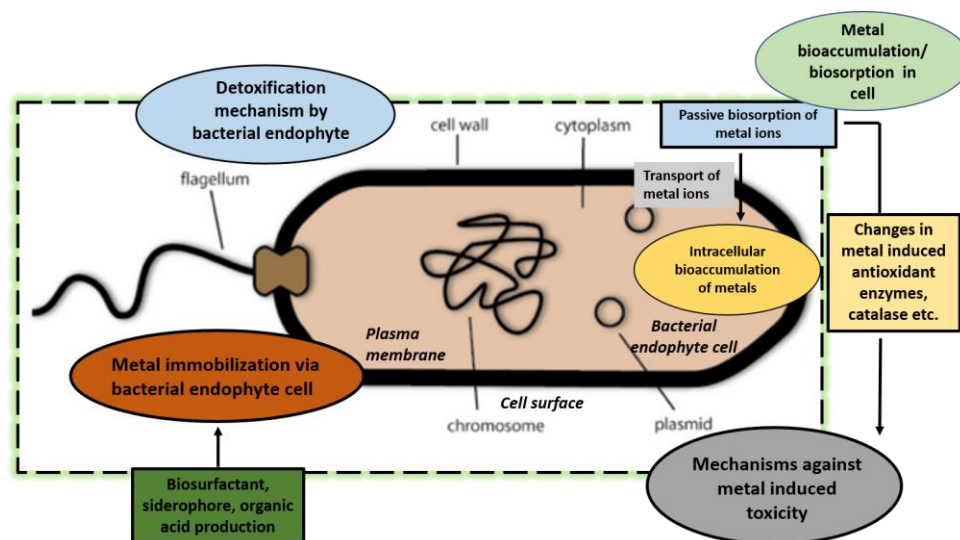 Metal
bioaccumulation/
biosorption in
cell
Detoxification
mechanism by
bacterial endophyte
cell wall
cytoplasm
Passive biosorption of
metal ions
flagellum
Transport of
metal ions
Intracellular
bioaccumulation
of metals
Changes in
metal induced
antioxidant
enzymes,
catalase etc.
Plasma
membrane
Bacterial
endophyte cell
Metal immobilization via
bacterial endophyte cell
Cell surface
chromosome
plasmid
Mechanisms against
metal induced
toxicity
Biosurfactant,
siderophore, organic
acid production